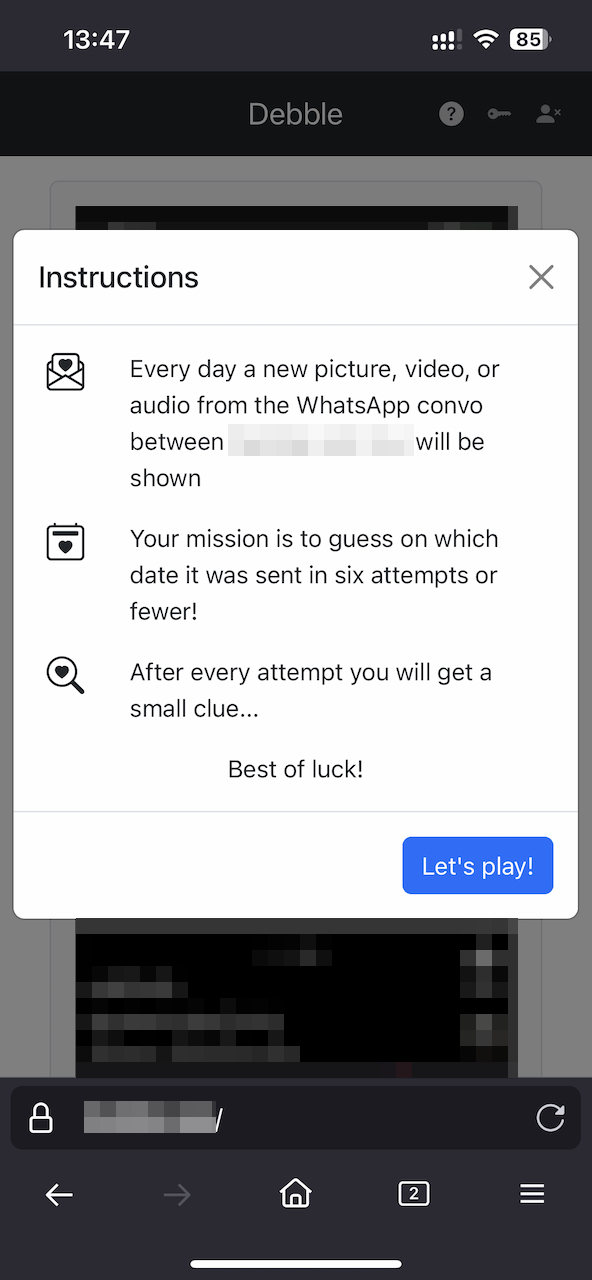 13:47
85
Debble
?
Instructions
Every day a new picture, video, or
audio from the WhatsApp convo
between will be
shown
Your mission is to guess on which
date it was sent in six attempts or
fewer!
After every attempt you will get a
small clue...
Best of luck!
Let's play!
/
2